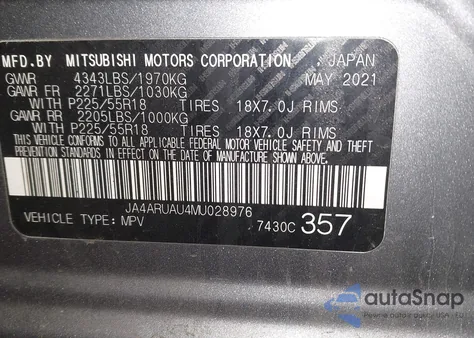 MFD.BY MITSUBISHI MOTORS CORPORATION JAPAN
GVWR 4343LBS/1970KG MAY 2021
GAWR FR 2271LBS/1030KG
WITH P225/55R18 TIRES 18X7.0J RIMS
GAWR RR 2205LBS/1000KG
WITH P225/55R18 TIRES 18X7.0J RIMS
THIS VEHICLE CONFORMS TO ALL APPLICABLE FEDERAL MOTOR VEHICLE SAFETY AND THEFT
PREVENTION STANDARDS IN EFFECT ON THE DATE OF MANUFACTURE SHOWN ABOVE.
JA4ARUAU4MU028976
VEHICLE TYPE: MPV 7430C 357
autoSnap